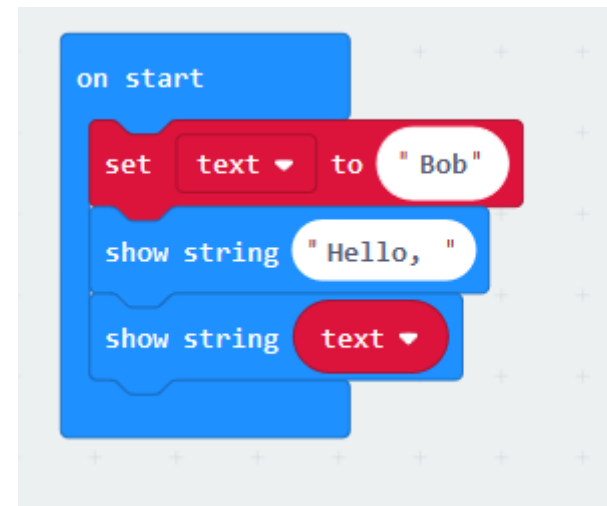 on start
set text to "Bob"
show string "Hello, "
show string text